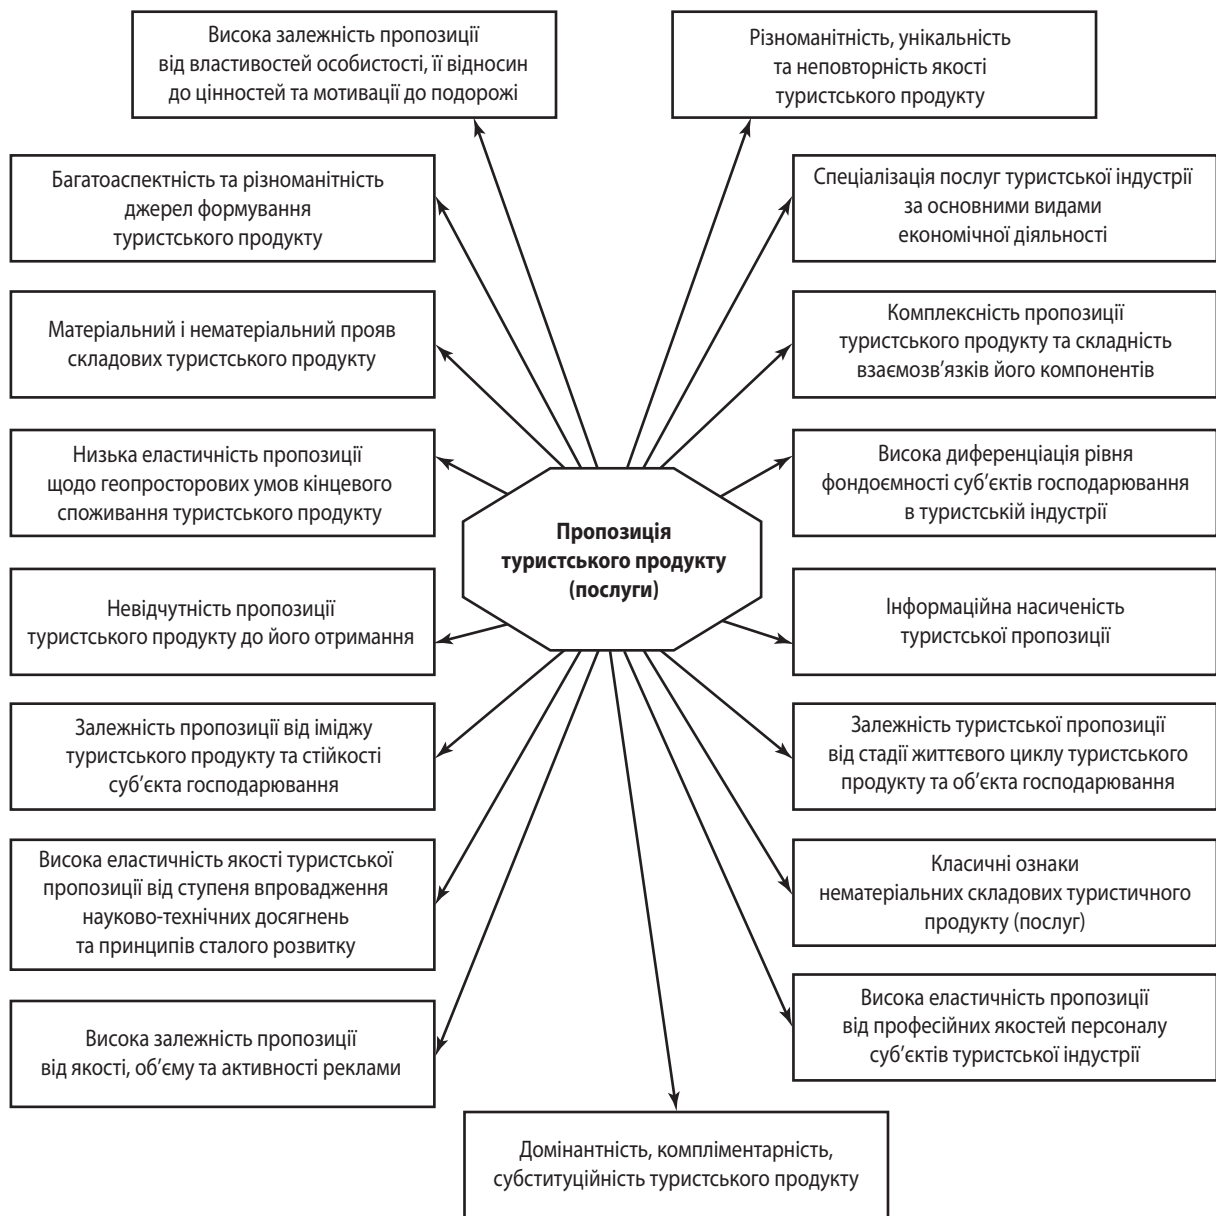 Висока залежність пропозиції
від властивостей особистості, її відносин
до цінностей та мотивації до подорожі
Різноманітність, унікальність
та неповторність якості
туристського продукту
Багатоаспектність та різноманітність
джерел формування
туристського продукту
Спеціалізація послуг туристської індустрії
за основними видами
економічної діяльності
Матеріальний і нематеріальний прояв
складових туристського продукту
Комплексність пропозиції
туристського продукту та складність
взаємозв’язків його компонентів
Низька еластичність пропозиції
щодо геопросторових умов кінцевого
споживання туристського продукту
Висока диференціація рівня
фондоємності суб’єктів господарювання
в туристській індустрії
Пропозиція
туристського продукту
(послуги)
Невідчутність пропозиції
туристського продукту до його отримання
Інформаційна насиченість
туристської пропозиції
Залежність пропозиції від іміджу
туристського продукту та стійкості
суб’єкта господарювання
Залежність туристської пропозиції
від стадії життєвого циклу туристського
продукту та об’єкта господарювання
Висока еластичність якості туристської
пропозиції від ступеня впровадження
науково-технічних досягнень
та принципів сталого розвитку
Класичні ознаки
нематеріальних складових туристичного
продукту (послуг)
Висока залежність пропозиції
від якості, об’єму та активності реклами
Висока еластичність пропозиції
від професійних якостей персоналу
суб’єктів туристської індустрії
Домінантність, компліментарність,
субституційність туристського продукту